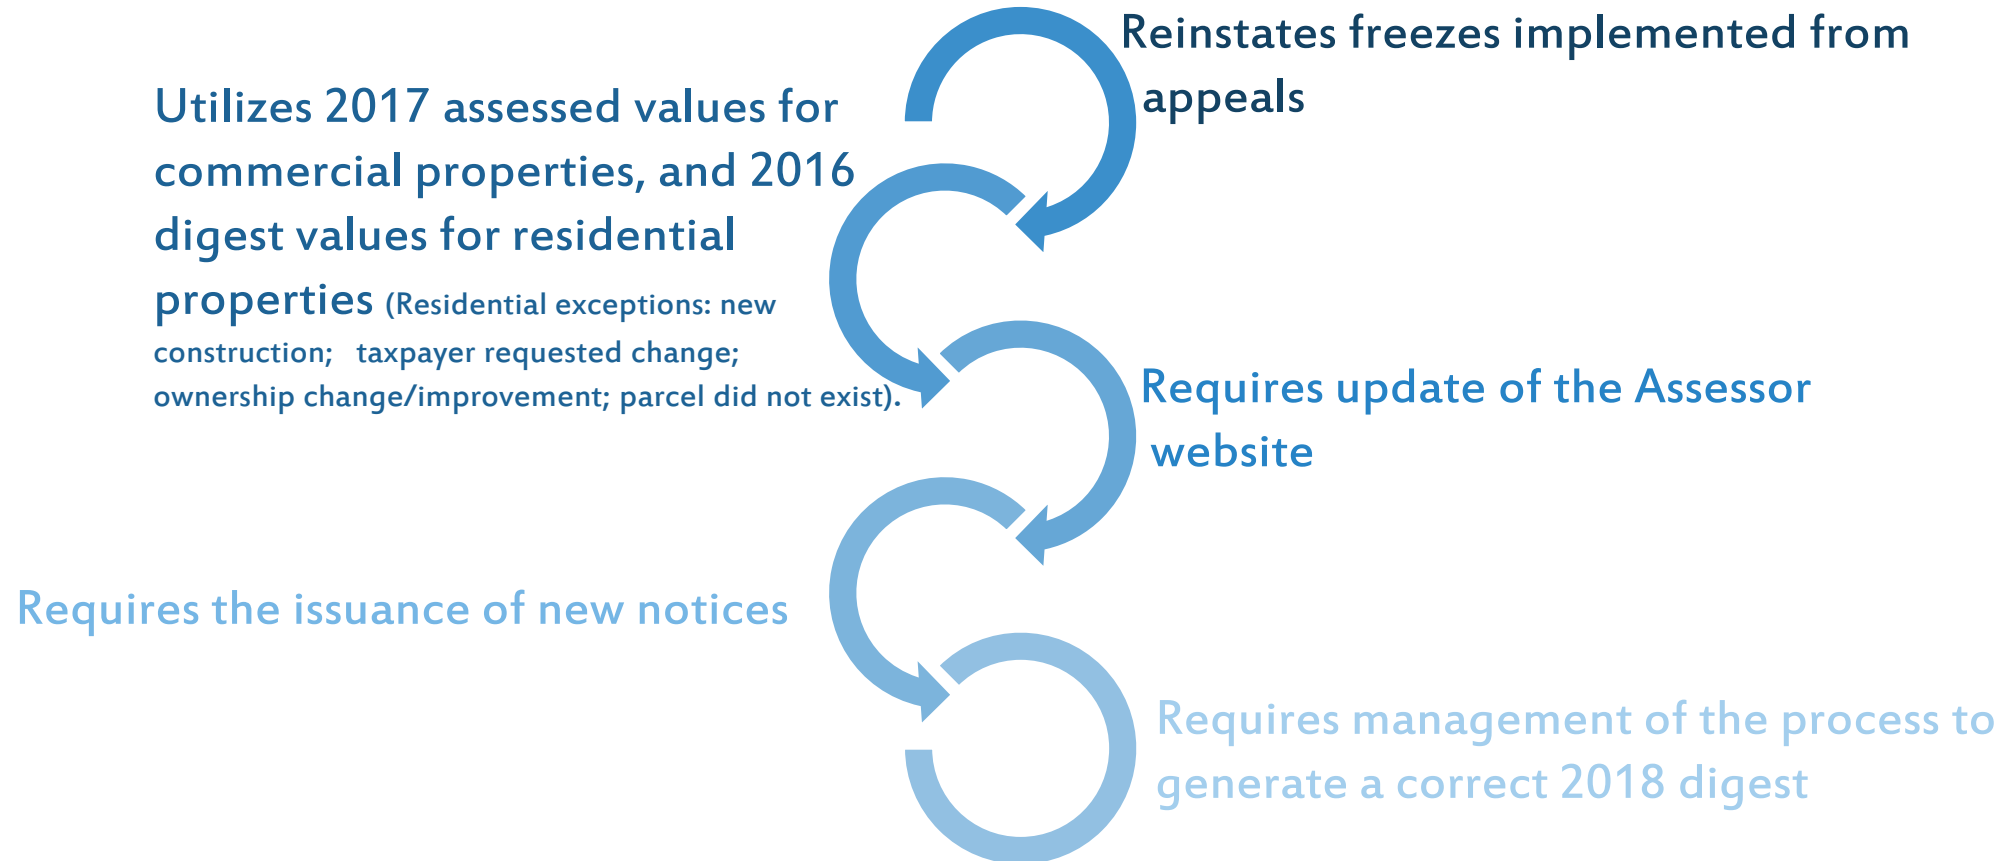 Reinstates freezes implemented from
appeals
Utilizes 2017 assessed values for
commercial properties, and 2016
digest values for residential
properties (Residential exceptions: new
construction; taxpayer requested change;
ownership change/improvement; parcel did not exist).
Requires update of the Assessor
website
Requires the issuance of new notices
Requires management of the process to
generate a correct 2018 digest